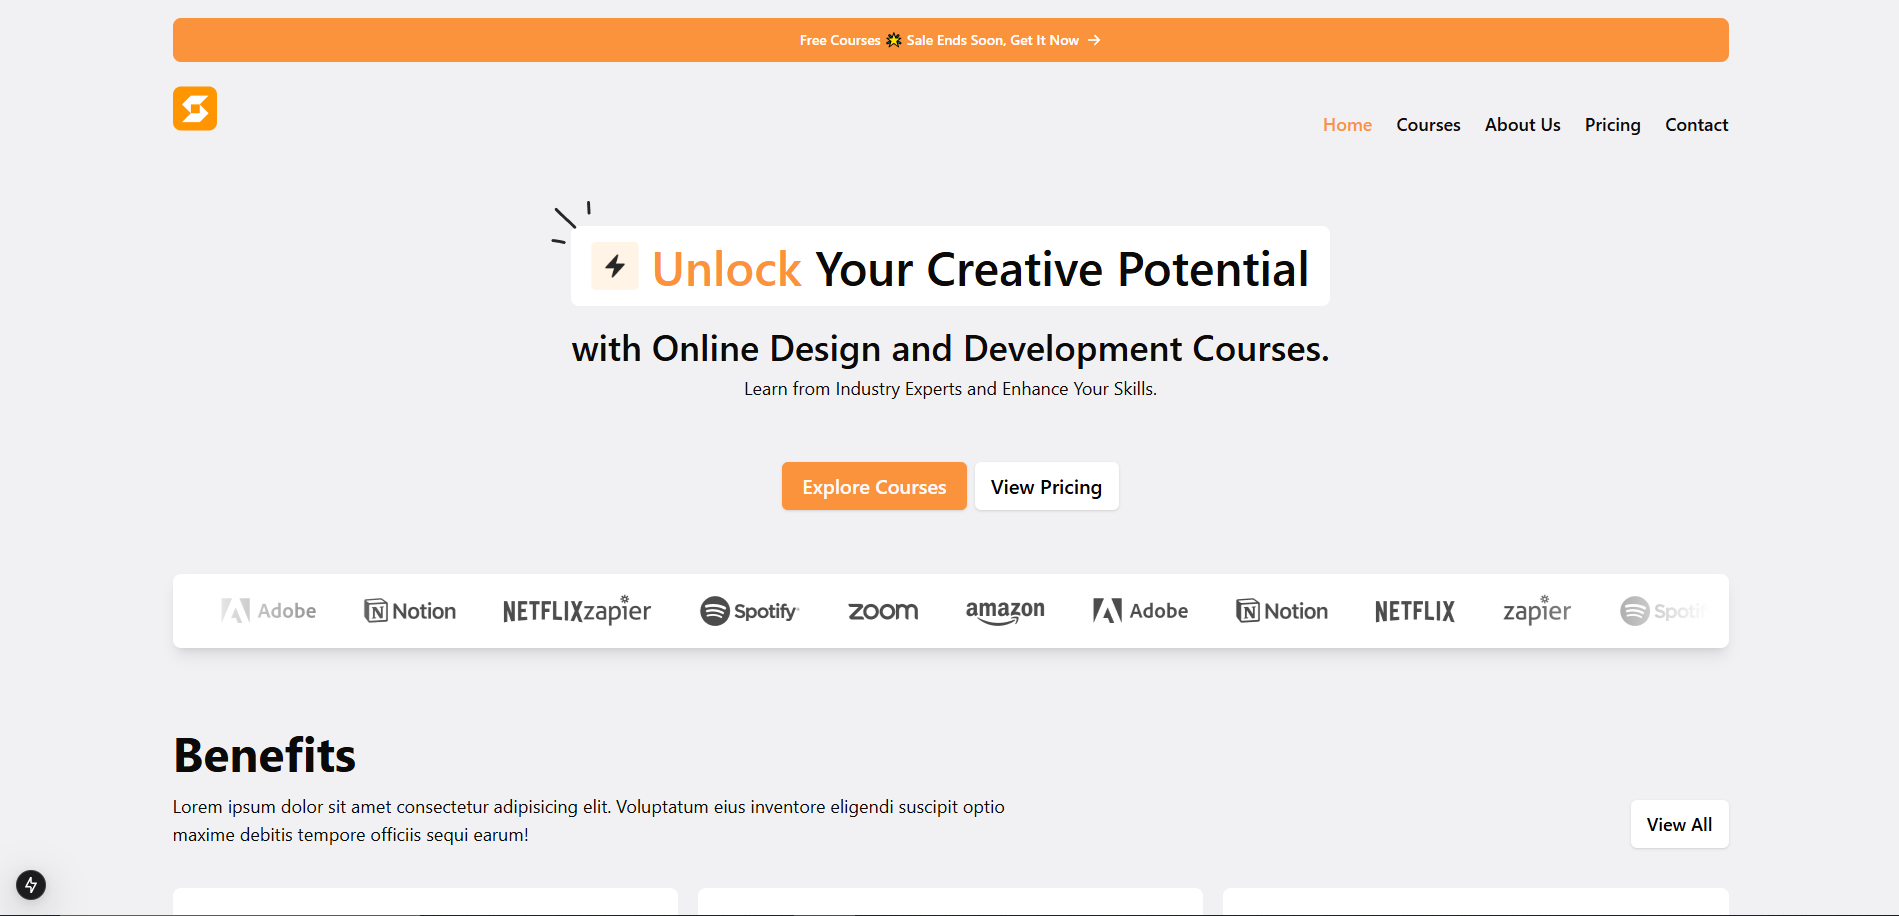 Free Courses 🌟 Sale Ends Soon, Get It Now →
Home Courses About Us Pricing Contact
Unlock Your Creative Potential
with Online Design and Development Courses.
Learn from Industry Experts and Enhance Your Skills.
Explore Courses View Pricing
Adobe Notion NETFLIX zapier Spotify zoom amazon Adobe Notion NETFLIX zapier Spotif
Benefits
Lorem ipsum dolor sit amet consectetur adipisicing elit. Voluptatum eius inventore eligendi suscipit optio
maxime debitis tempore officiis sequi earum!
View All